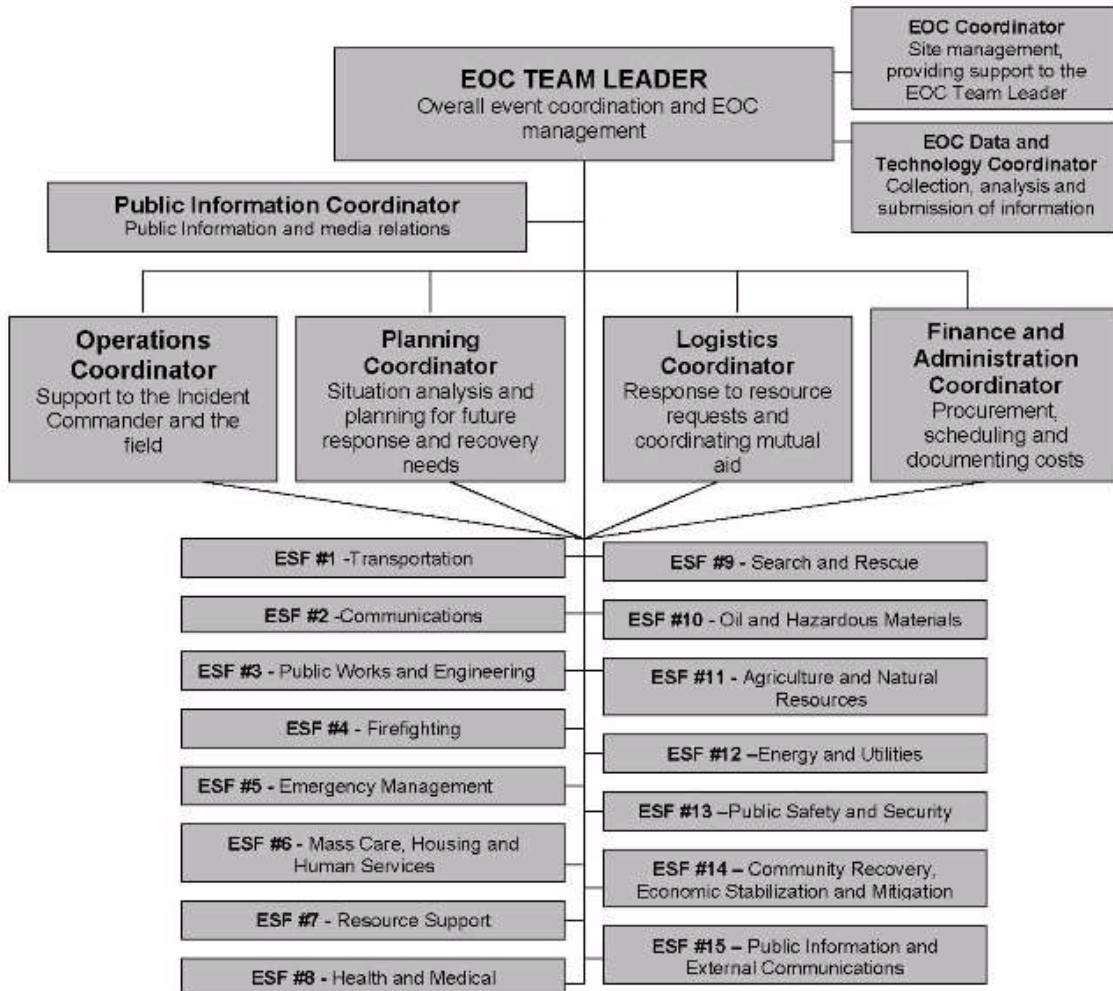 EOC TEAM LEADER
Overall event coordination and EOC
management
EOC Coordinator
Site management,
providing support to the
EOC Team Leader
EOC Data and
Technology Coordinator
Collection, analysis and
submission of information
Public Information Coordinator
Public Information and media relations
Operations
Coordinator
Support to the Incident
Commander and the
field
Planning
Coordinator
Situation analysis and
planning for future
response and recovery
needs
Logistics
Coordinator
Response to resource
requests and
coordinating mutual
aid
Finance and
Administration
Coordinator
Procurement,
scheduling and
documenting costs
ESF #1 -Transportation
ESF #2 -Communications
ESF #3 - Public Works and Engineering
ESF #4 - Firefighting
ESF #5 - Emergency Management
ESF #6 - Mass Care, Housing and
Human Services
ESF #7 - Resource Support
ESF #8 - Health and Medical
ESF #9 - Search and Rescue
ESF #10 - Oil and Hazardous Materials
ESF #11 - Agriculture and Natural
Resources
ESF #12 –Energy and Utilities
ESF #13 –Public Safety and Security
ESF #14 – Community Recovery,
Economic Stabilization and Mitigation
ESF #15 – Public Information and
External Communications